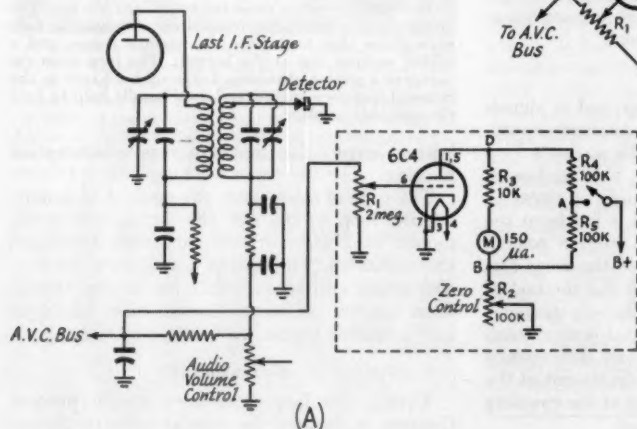 Last I.F. Stage
Detector
A.V.C. Bus
Audio
Volume
Control
(A)
To A.V.C.
Bus
R1
6C4
D
1,5
6
7
3
4
R1
2 meg.
R3
10K
R4
100K
A
R5
100K
M
150
µa.
B
B+
Zero
Control
R2
100K